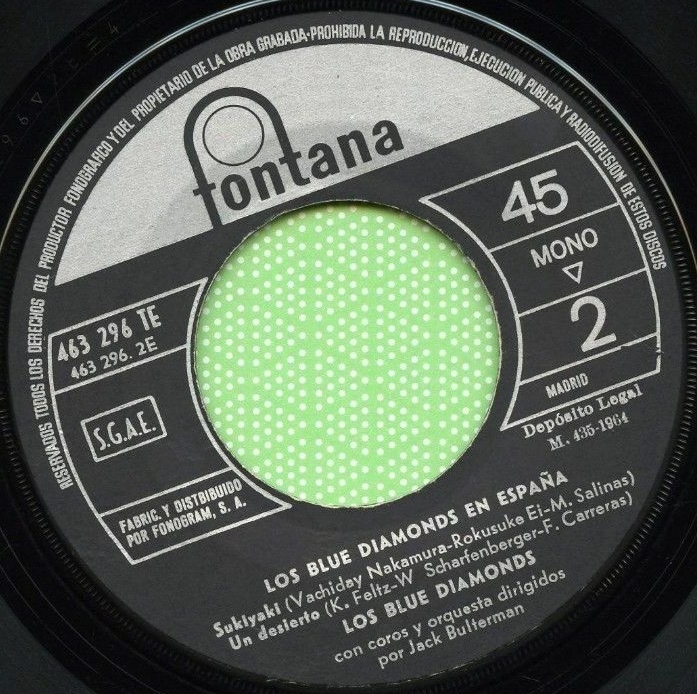 RESERVADOS TODOS LOS DERECHOS DEL PRODUCTOR FONOGRAFICO Y DEL PROPIETARIO DE LA OBRA GRABADA-PROHIBIDA LA REPRODUCCION, EJECUCION PUBLICA Y RADIODIFUSION DE ESTOS DISCOS
fontana
45
MONO
2
MADRID
Depósito Legal
M. 435-1964
463 296 TE
463 296. 2E
S.G.A.E.
FABRIC. Y DISTRIBUIDO
POR FONOGRAM, S. A.
LOS BLUE DIAMONDS EN ESPAÑA
Sukiyaki (Vachiday Nakamura-Rokusuke Ei-M. Salinas)
Un desierto (K. Feltz-W Scharfenberger-F. Carreras)
LOS BLUE DIAMONDS
con coros y orquesta dirigidos
por Jack Bulterman